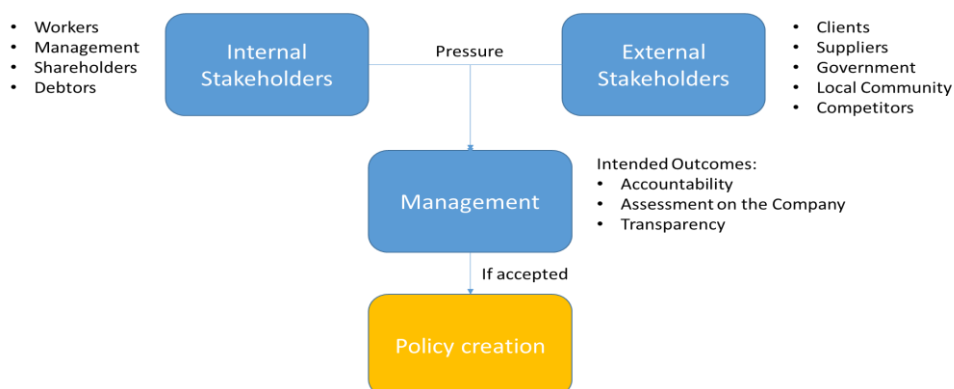 • Workers
• Management
• Shareholders
• Debtors
Internal
Stakeholders
Pressure
External
Stakeholders
• Clients
• Suppliers
• Government
• Local Community
• Competitors
Management
Intended Outcomes:
• Accountability
• Assessment on the Company
• Transparency
If accepted
Policy creation